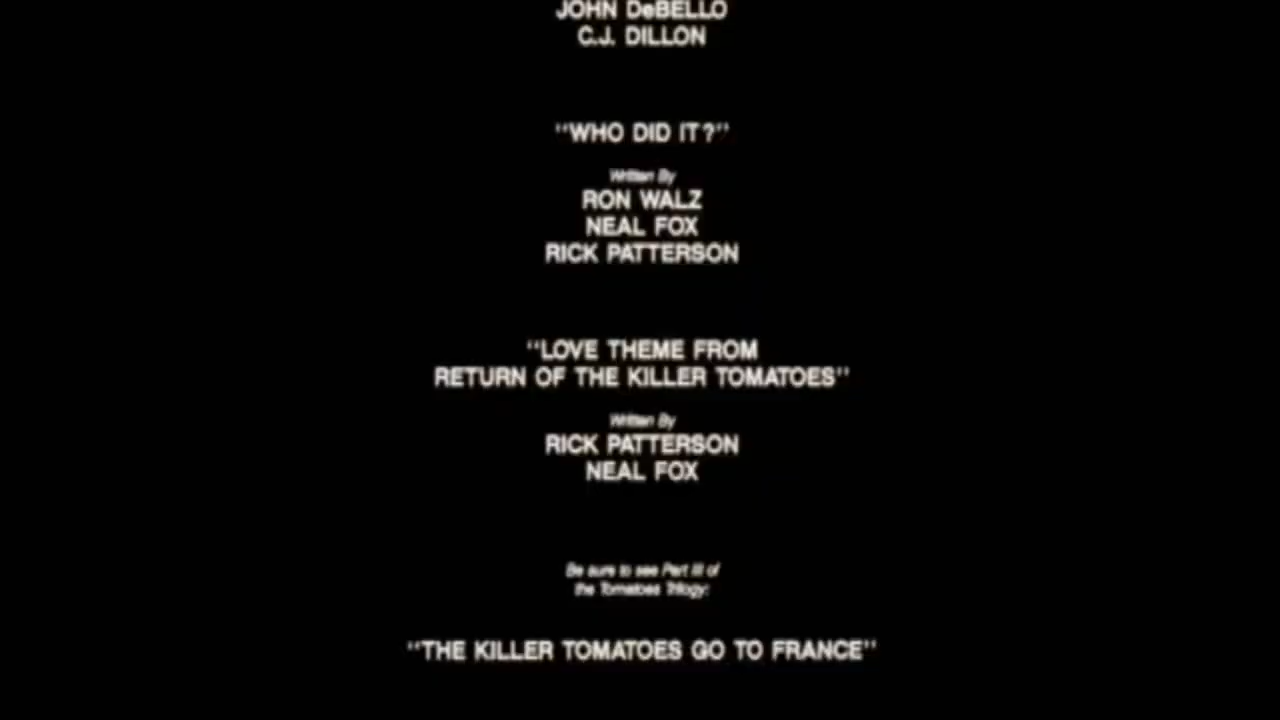 JOHN DeBELLO
C.J. DILLON
"WHO DID IT?"
Written By
RON WALZ
NEAL FOX
RICK PATTERSON
"LOVE THEME FROM
RETURN OF THE KILLER TOMATOES"
Written By
RICK PATTERSON
NEAL FOX
Be sure to see Part III of
the Tomatoes Trilogy:
"THE KILLER TOMATOES GO TO FRANCE"